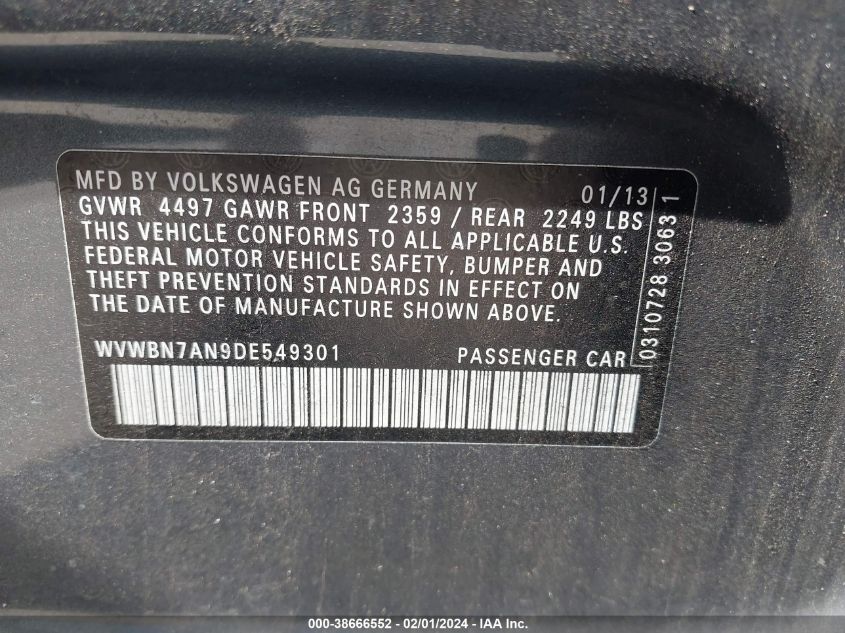 MFD BY VOLKSWAGEN AG GERMANY 01/13
GVWR 4497 GAWR FRONT 2359 / REAR 2249 LBS
THIS VEHICLE CONFORMS TO ALL APPLICABLE U.S.
FEDERAL MOTOR VEHICLE SAFETY, BUMPER AND
THEFT PREVENTION STANDARDS IN EFFECT ON
THE DATE OF MANUFACTURE SHOWN ABOVE.
WVWBN7AN9DE549301 PASSENGER CAR
0310728 30631
000-38666552 - 02/01/2024 - IAA Inc.